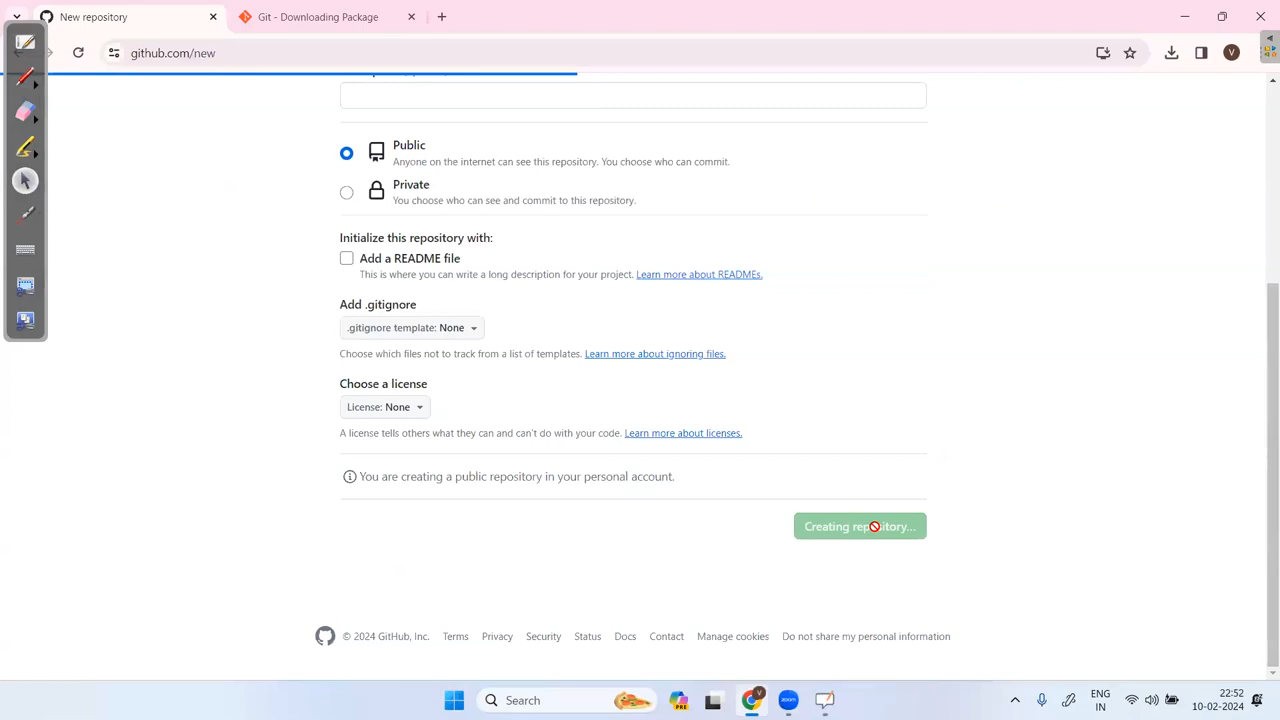 New repository
Git - Downloading Package
github.com/new
V
Public
Anyone on the internet can see this repository. You choose who can commit.
Private
You choose who can see and commit to this repository.
Initialize this repository with:
Add a README file
This is where you can write a long description for your project. Learn more about READMEs.
Add .gitignore
.gitignore template: None
Choose which files not to track from a list of templates. Learn more about ignoring files.
Choose a license
License: None
A license tells others what they can and can't do with your code. Learn more about licenses.
You are creating a public repository in your personal account.
Creating repository...
© 2024 GitHub, Inc. Terms Privacy Security Status Docs Contact Manage cookies Do not share my personal information
Search
PRE
V
zoom
ENG
IN
22:52
10-02-2024